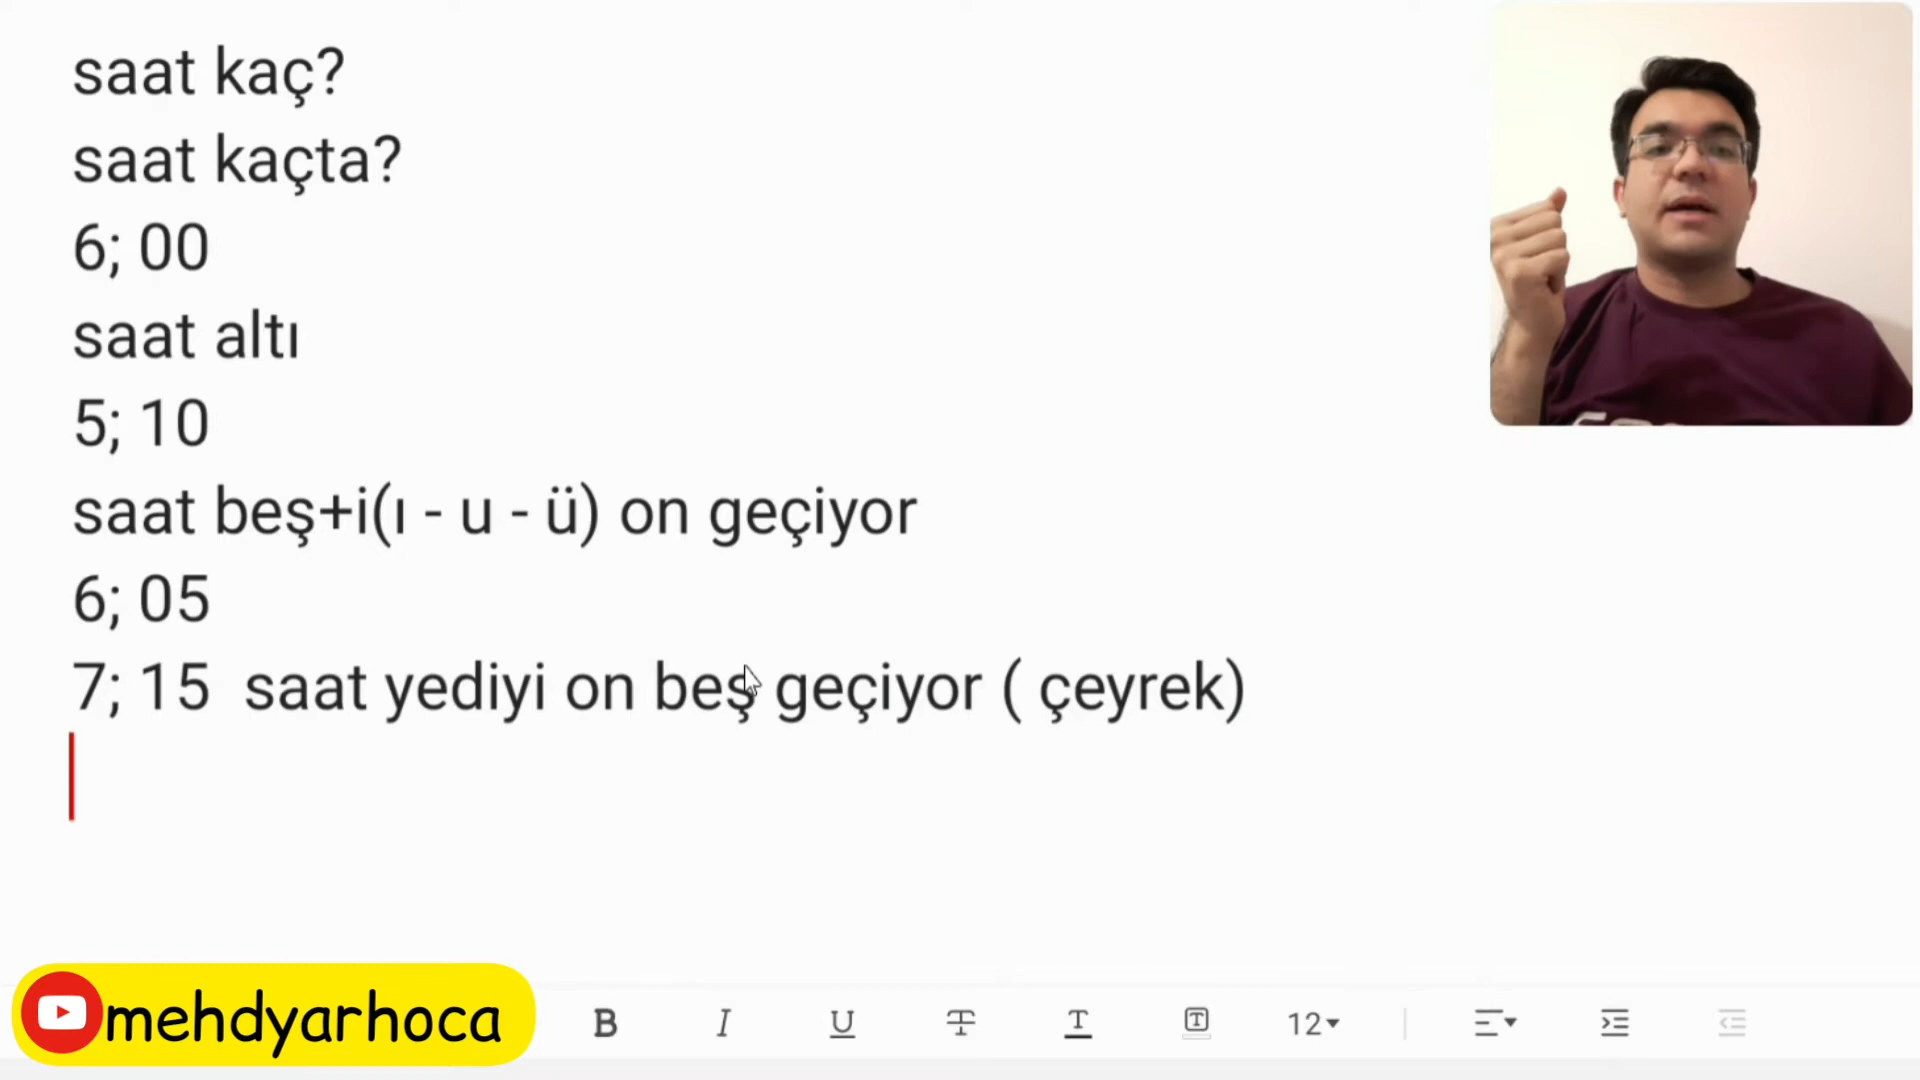 saat kaç?
saat kaçta?
6; 00
saat altı
5; 10
saat beş+i(ı - u - ü) on geçiyor
6; 05
7; 15 saat yediyi on beş geçiyor ( çeyrek)
mehdyarhoca
B I U T T T 12